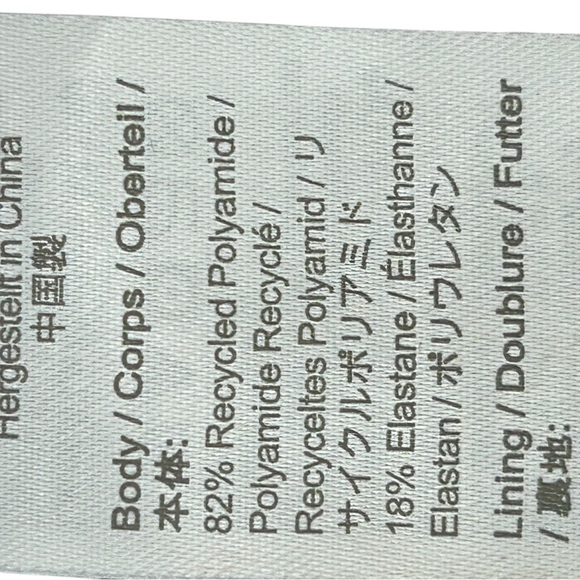 Hergestellt in China
中国製
Body / Corps / Oberteil /
本体:
82% Recycled Polyamide /
Polyamide Recyclé /
Recyceltes Polyamid / リ
サイクルポリアミド
18% Elastane / Élasthanne /
Elastan / ポリウレタン
Lining / Doublure / Futter
/ 裏地: